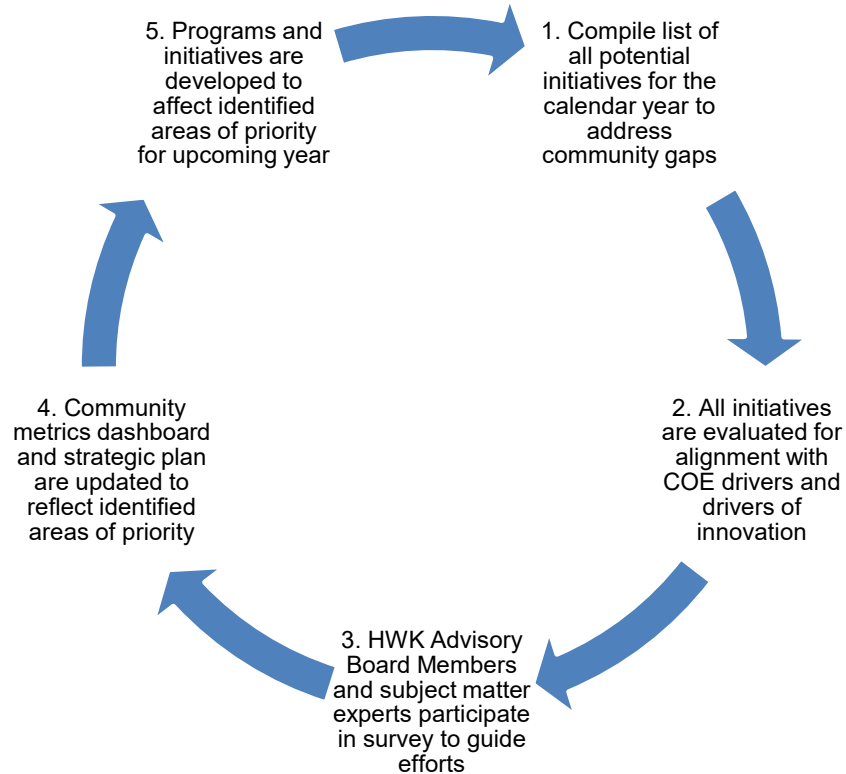 1. Compile list of
all potential
initiatives for the
calendar year to
address
community gaps
2. All initiatives
are evaluated for
alignment with
COE drivers and
drivers of
innovation
3. HWK Advisory
Board Members
and subject matter
experts participate
in survey to guide
efforts
4. Community
metrics dashboard
and strategic plan
are updated to
reflect identified
areas of priority
5. Programs and
initiatives are
developed to
affect identified
areas of priority
for upcoming year